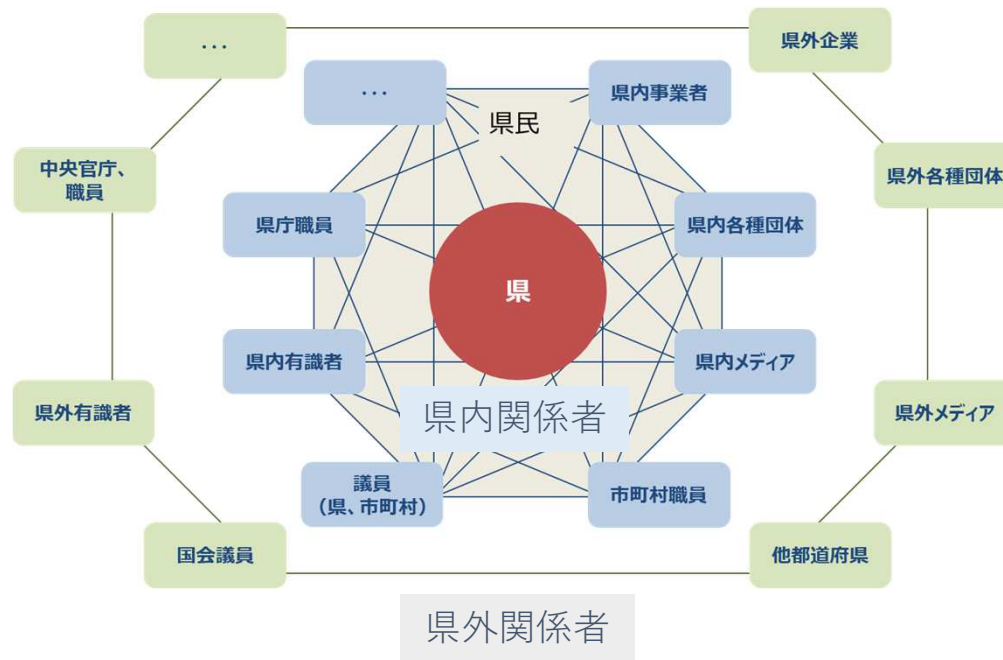 …
県外企業
…
県内事業者
県民
中央官庁、
職員
県外各種団体
県庁職員
県内各種団体
県
県内有識者
県内メディア
県外有識者
県内関係者
県外メディア
議員
（県、市町村）
市町村職員
国会議員
他都道府県
県外関係者